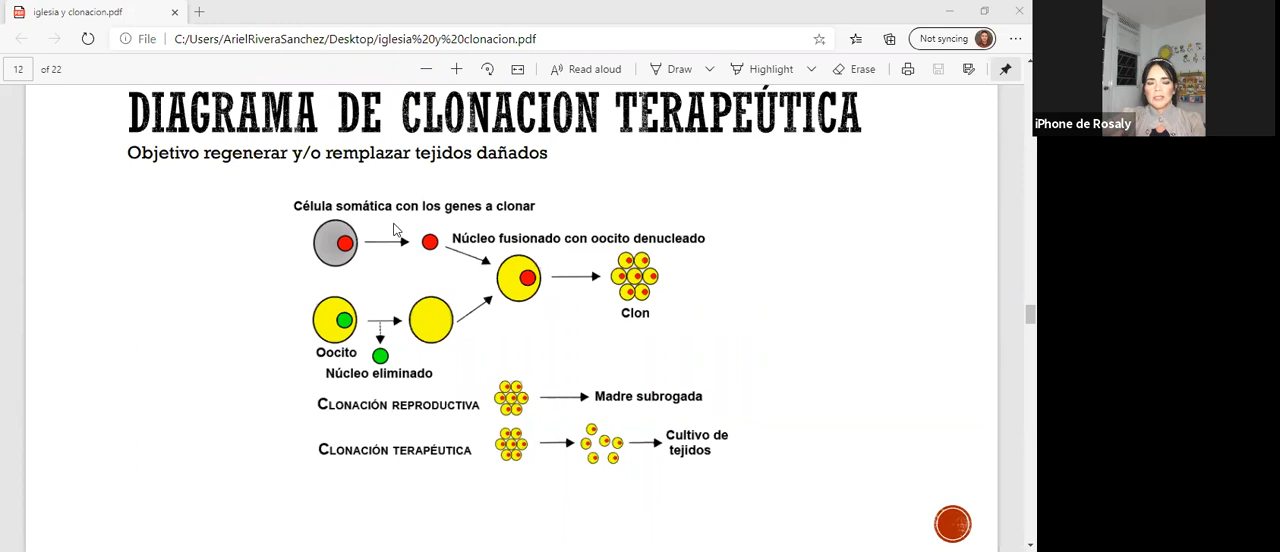 iglesia y clonacion.pdf
File
C:/Users/ArielRiveraSanchez/Desktop/iglesia%20y%20clonacion.pdf
Not syncing
12 of 22
Read aloud
Draw
Highlight
Erase
iPhone de Rosaly
DIAGRAMA DE CLONACION TERAPEÚTICA
Objetivo regenerar y/o remplazar tejidos dañados
Célula somática con los genes a clonar
Núcleo fusionado con oocito denucleado
Clon
Oocito
Núcleo eliminado
CLONACIÓN REPRODUCTIVA
Madre subrogada
CLONACIÓN TERAPÉUTICA
Cultivo de
tejidos